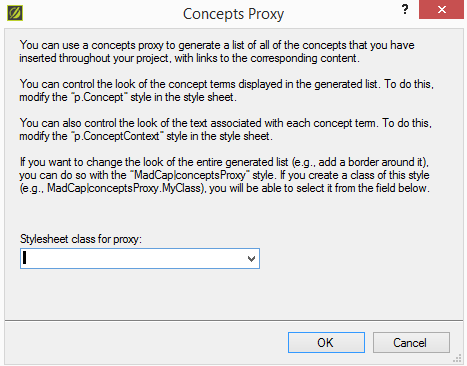 Concepts Proxy
?
You can use a concepts proxy to generate a list of all of the concepts that you have
inserted throughout your project, with links to the corresponding content.
You can control the look of the concept terms displayed in the generated list. To do this,
modify the "p.Concept" style in the style sheet.
You can also control the look of the text associated with each concept term. To do this,
modify the "p.ConceptContext" style in the style sheet.
If you want to change the look of the entire generated list (e.g., add a border around it),
you can do so with the "MadCap|conceptsProxy" style. If you create a class of this style
(e.g., MadCap|conceptsProxy.MyClass), you will be able to select it from the field below.
Stylesheet class for proxy:
OK
Cancel